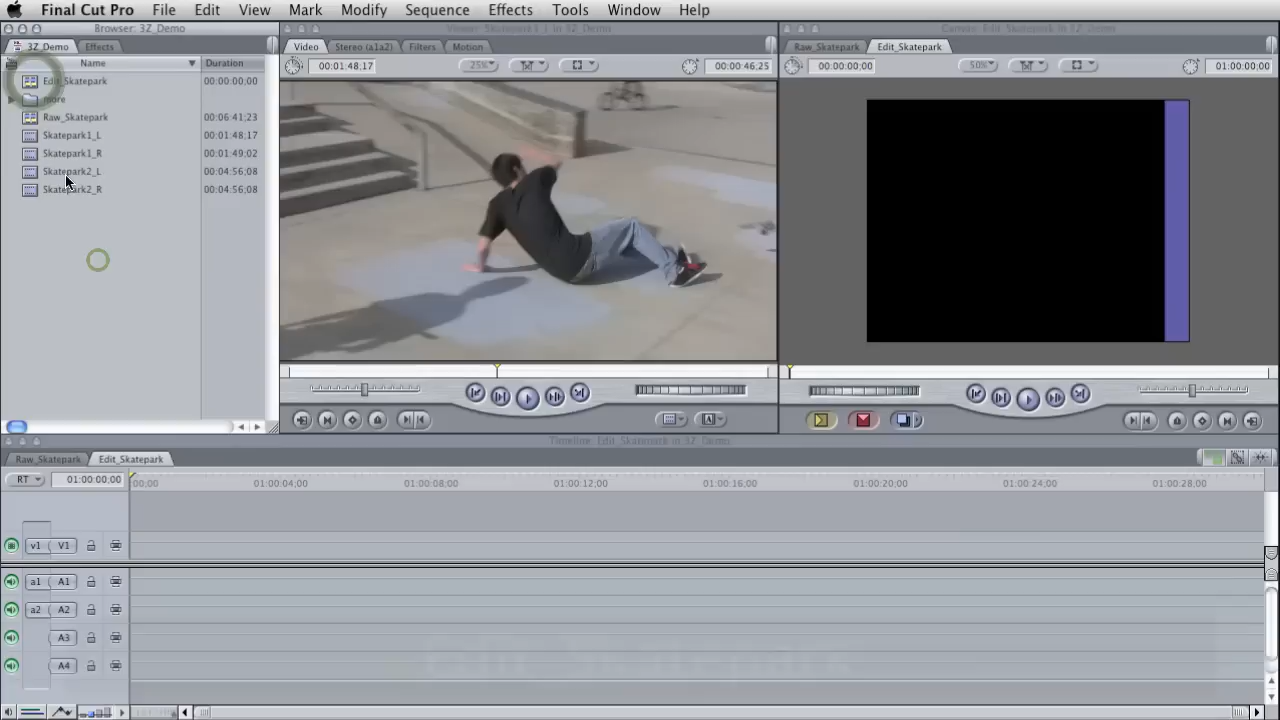 Final Cut Pro File Edit View Mark Modify Sequence Effects Tools Window Help
Browser: 3Z_Demo
3Z_Demo Effects
Name Duration
Edit_Skatepark 00:00:00;00
more
Raw_Skatepark 00:06:41;23
Skatepark1_L 00:01:48;17
Skatepark1_R 00:01:49;02
Skatepark2_L 00:04:56;08
Skatepark2_R 00:04:56;08
Video Stereo (a1a2) Filters Motion
00:01:48;17 25% 00:00:46;25
Raw_Skatepark Edit_Skatepark
00:00:00;00 50% 01:00:00;00
Timeline: Edit_Skatepark in 3Z_Demo
Raw_Skatepark Edit_Skatepark
RT 01:00:00;00 00;00 01:00:04;00 01:00:08;00 01:00:12;00 01:00:16;00 01:00:20;00 01:00:24;00 01:00:28;00
v1 V1
a1 A1
a2 A2
A3
A4